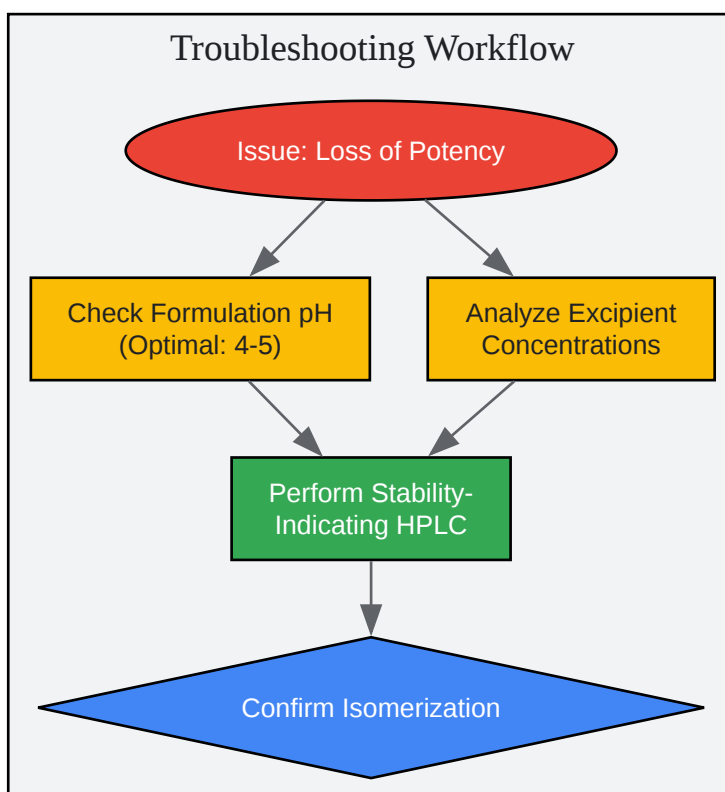 Troubleshooting Workflow
Issue: Loss of Potency
Check Formulation pH
(Optimal: 4-5)
Analyze Excipient
Concentrations
Perform Stability-
Indicating HPLC
Confirm Isomerization